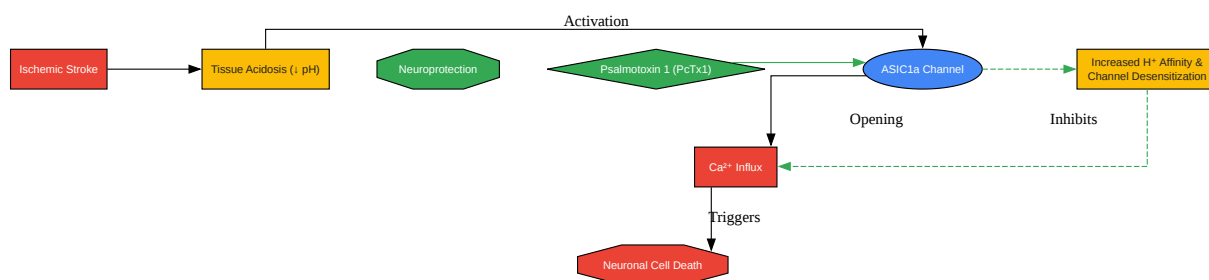 Activation
Ischemic Stroke
Tissue Acidosis (↓ pH)
Neuroprotection
Psalmotoxin 1 (PcTx1)
ASIC1a Channel
Increased H⁺ Affinity &
Channel Desensitization
Opening
Inhibits
Ca²⁺ Influx
Triggers
Neuronal Cell Death